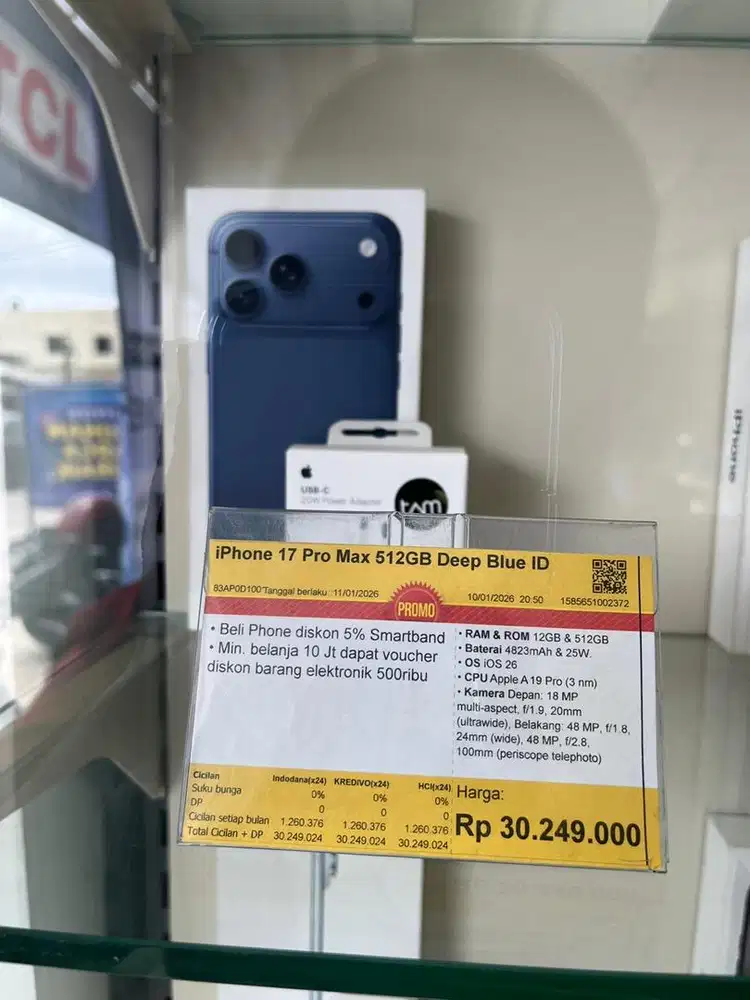 TCL
USB-C
20W Power Adapter
tam
iPhone 17 Pro Max 512GB Deep Blue ID
83AP0D100 Tanggal berlaku: 11/01/2026
10/01/2026 20:50 1585651002372
PROMO
• Beli Phone diskon 5% Smartband
• Min. belanja 10 Jt dapat voucher
diskon barang elektronik 500ribu
• RAM & ROM 12GB & 512GB
• Baterai 4823mAh & 25W.
• OS iOS 26
• CPU Apple A19 Pro (3 nm)
• Kamera Depan: 18 MP
multi-aspect, f/1.9, 20mm
(ultrawide), Belakang: 48 MP, f/1.8,
24mm (wide), 48 MP, f/2.8,
100mm (periscope telephoto)
Cicilan Indodana(x24) KREDIVO(x24) HCI(x24)
Suku bunga 0% 0% 0%
DP 0 0 0
Cicilan setiap bulan 1.260.376 1.260.376 1.260.376
Total Cicilan + DP 30.249.024 30.249.024 30.249.024
Harga:
Rp 30.249.000